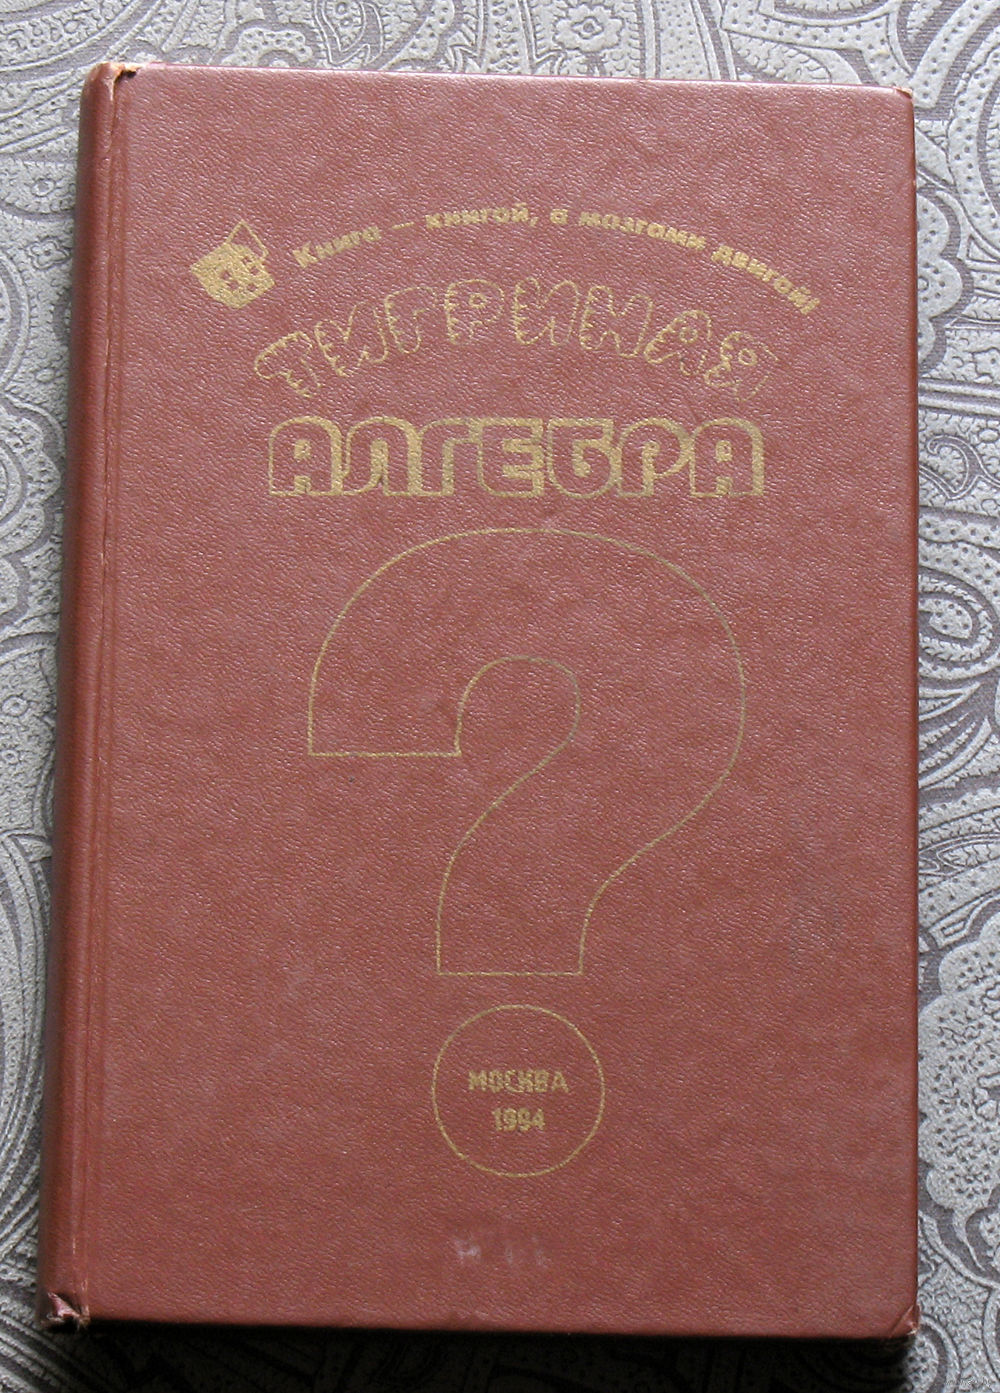 Книга – книгой, а мозгами двигай!
ТИГРИНАЯ
АЛГЕБРА
?
МОСКВА
1994